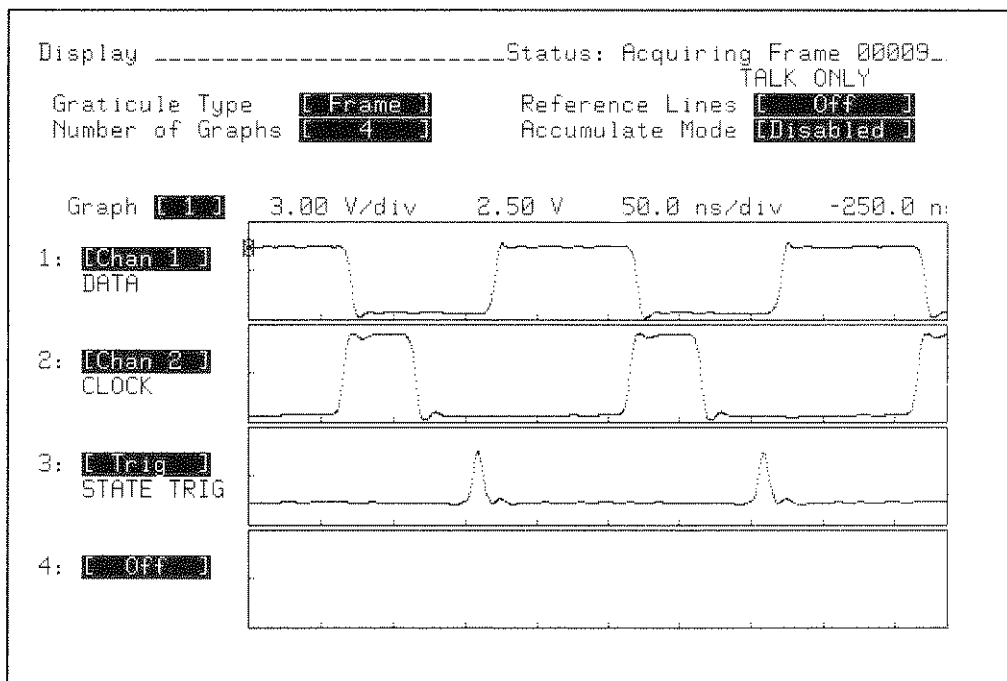 Display ________________________Status: Acquiring Frame 00009_
TALK ONLY
Graticule Type [ Frame ] Reference Lines [ Off ]
Number of Graphs [ 4 ] Accumulate Mode [Disabled ]
Graph [ 1 ] 3.00 V/div 2.50 V 50.0 ns/div -250.0 n
1: [Chan 1 ]
DATA
2: [Chan 2 ]
CLOCK
3: [ Trig ]
STATE TRIG
4: [ Off ]